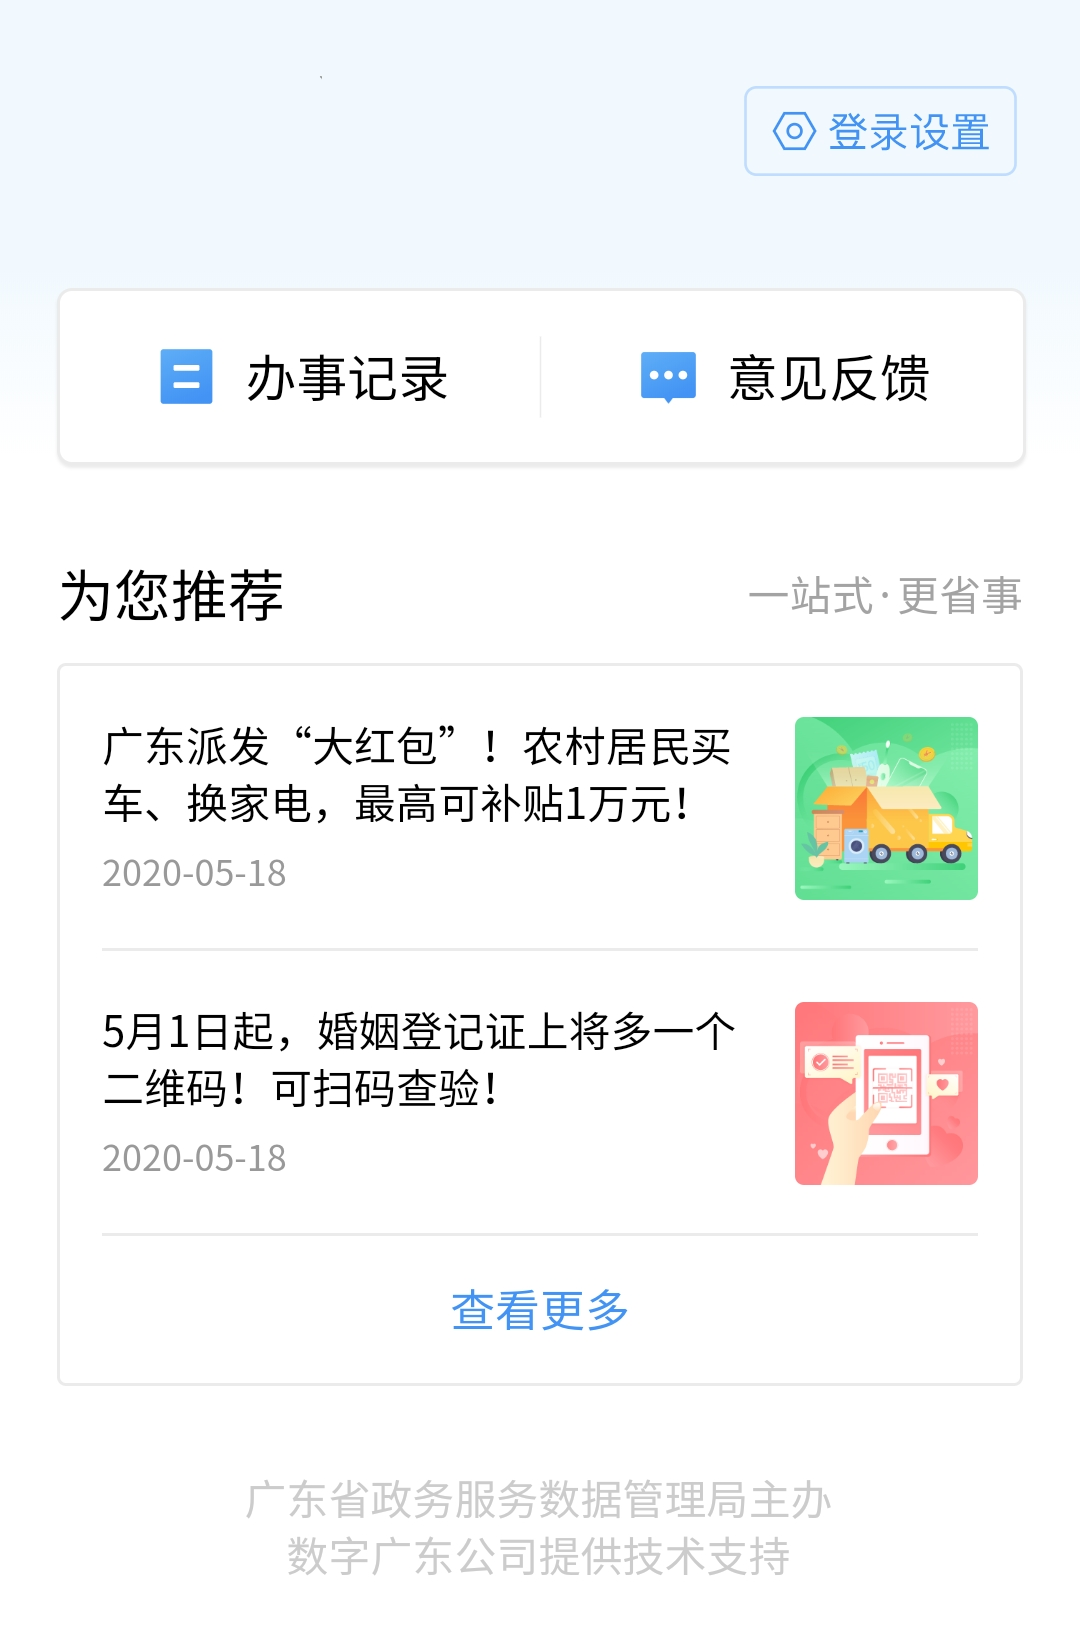 登录设置
办事记录
意见反馈
为您推荐
一站式·更省事
广东派发“大红包”！农村居民买
车、换家电，最高可补贴1万元！
2020-05-18
5月1日起，婚姻登记证上将多一个
二维码！可扫码查验！
2020-05-18
查看更多
广东省政务服务数据管理局主办
数字广东公司提供技术支持